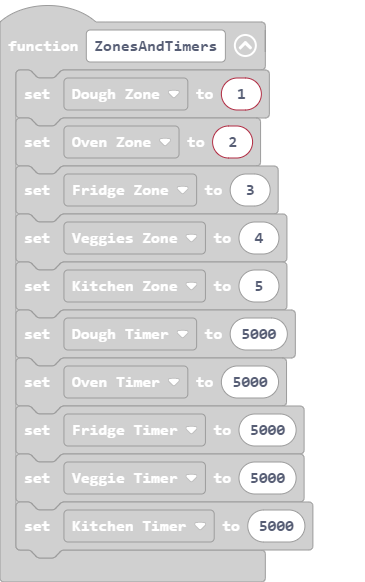 function ZonesAndTimers
set Dough Zone to 1
set Oven Zone to 2
set Fridge Zone to 3
set Veggies Zone to 4
set Kitchen Zone to 5
set Dough Timer to 5000
set Oven Timer to 5000
set Fridge Timer to 5000
set Veggie Timer to 5000
set Kitchen Timer to 5000